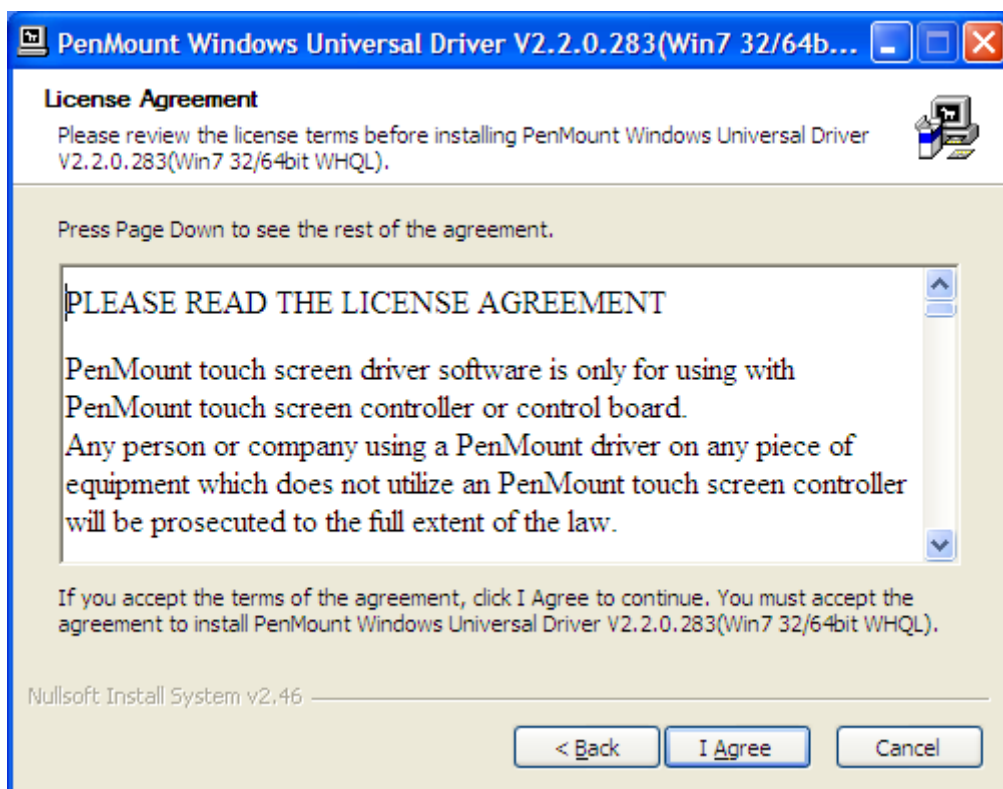 PenMount Windows Universal Driver V2.2.0.283(Win7 32/64b...
License Agreement
Please review the license terms before installing PenMount Windows Universal Driver
V2.2.0.283(Win7 32/64bit WHQL).
Press Page Down to see the rest of the agreement.
PLEASE READ THE LICENSE AGREEMENT
PenMount touch screen driver software is only for using with
PenMount touch screen controller or control board.
Any person or company using a PenMount driver on any piece of
equipment which does not utilize an PenMount touch screen controller
will be prosecuted to the full extent of the law.
If you accept the terms of the agreement, click I Agree to continue. You must accept the
agreement to install PenMount Windows Universal Driver V2.2.0.283(Win7 32/64bit WHQL).
Nullsoft Install System v2.46
< Back I Agree Cancel